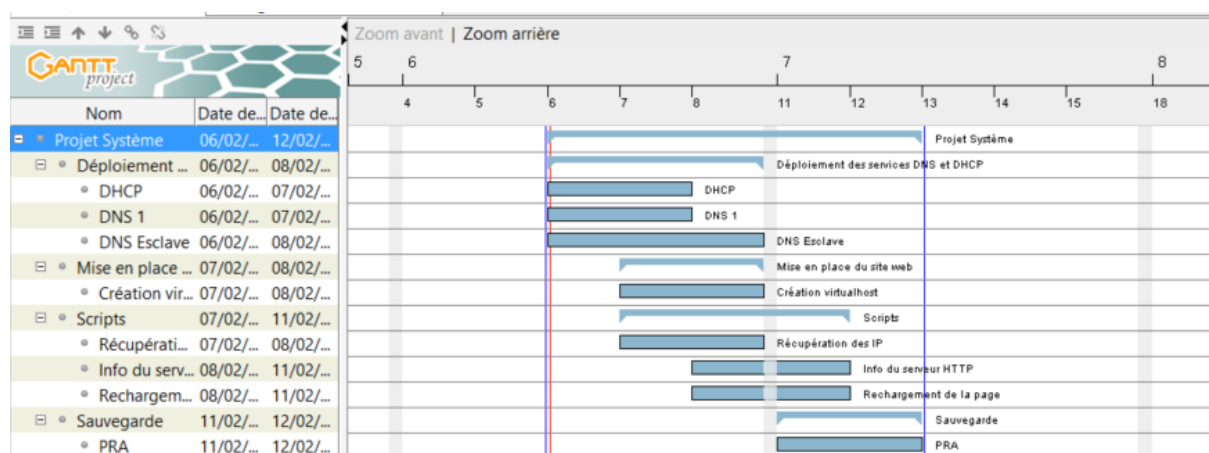 Zoom avant | Zoom arrière
GANTT project
5 6 7 8
4 5 6 7 8 11 12 13 14 15 18
Nom Date de... Date de...
Projet Système 06/02/... 12/02/... Projet Système
Déploiement ... 06/02/... 08/02/... Déploiement des services DNS et DHCP
DHCP 06/02/... 07/02/... DHCP
DNS 1 06/02/... 07/02/... DNS 1
DNS Esclave 06/02/... 08/02/... DNS Esclave
Mise en place ... 07/02/... 08/02/... Mise en place du site web
Création vir... 07/02/... 08/02/... Création virtualhost
Scripts 07/02/... 11/02/... Scripts
Récupérati... 07/02/... 08/02/... Récupération des IP
Info du serv... 08/02/... 11/02/... Info du serveur HTTP
Rechargem... 08/02/... 11/02/... Rechargement de la page
Sauvegarde 11/02/... 12/02/... Sauvegarde
PRA 11/02/... 12/02/... PRA